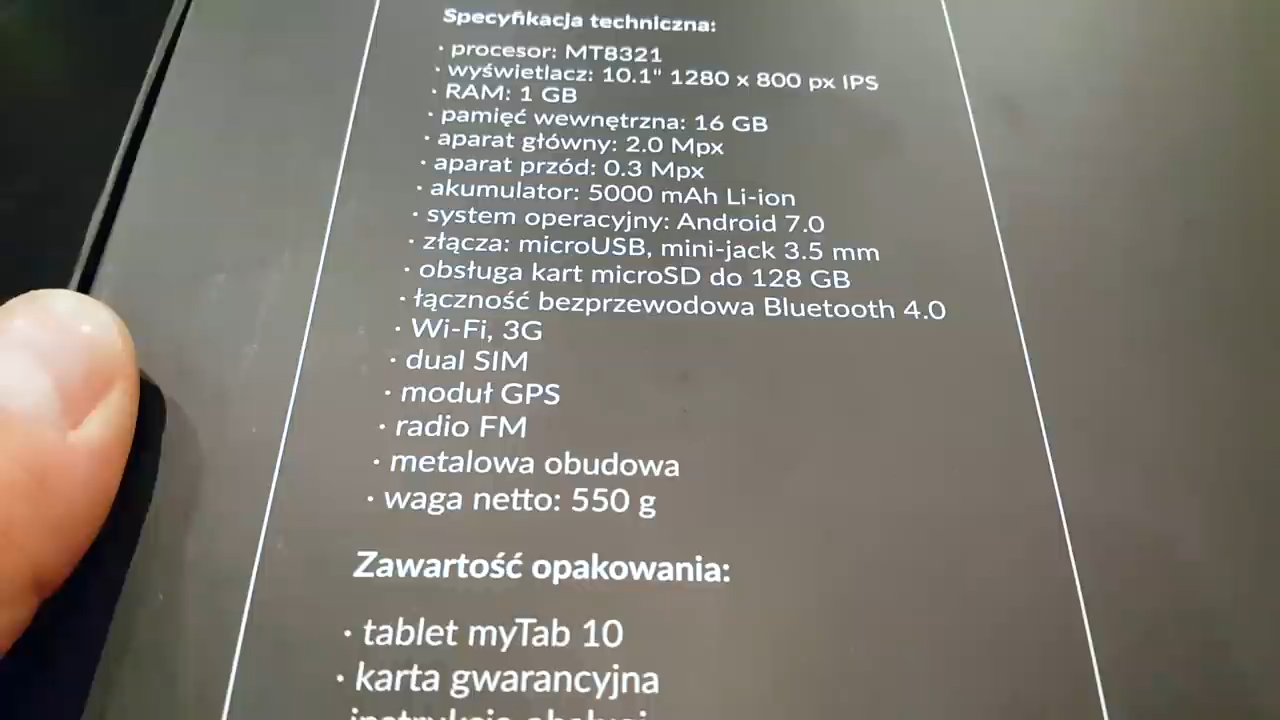 Specyfikacja techniczna:
· procesor: MT8321
· wyświetlacz: 10.1" 1280 x 800 px IPS
· RAM: 1 GB
· pamięć wewnętrzna: 16 GB
· aparat główny: 2.0 Mpx
· aparat przód: 0.3 Mpx
· akumulator: 5000 mAh Li-ion
· system operacyjny: Android 7.0
· złącza: microUSB, mini-jack 3.5 mm
· obsługa kart microSD do 128 GB
· łączność bezprzewodowa Bluetooth 4.0
· Wi-Fi, 3G
· dual SIM
· moduł GPS
· radio FM
· metalowa obudowa
· waga netto: 550 g
Zawartość opakowania:
· tablet myTab 10
· karta gwarancyjna